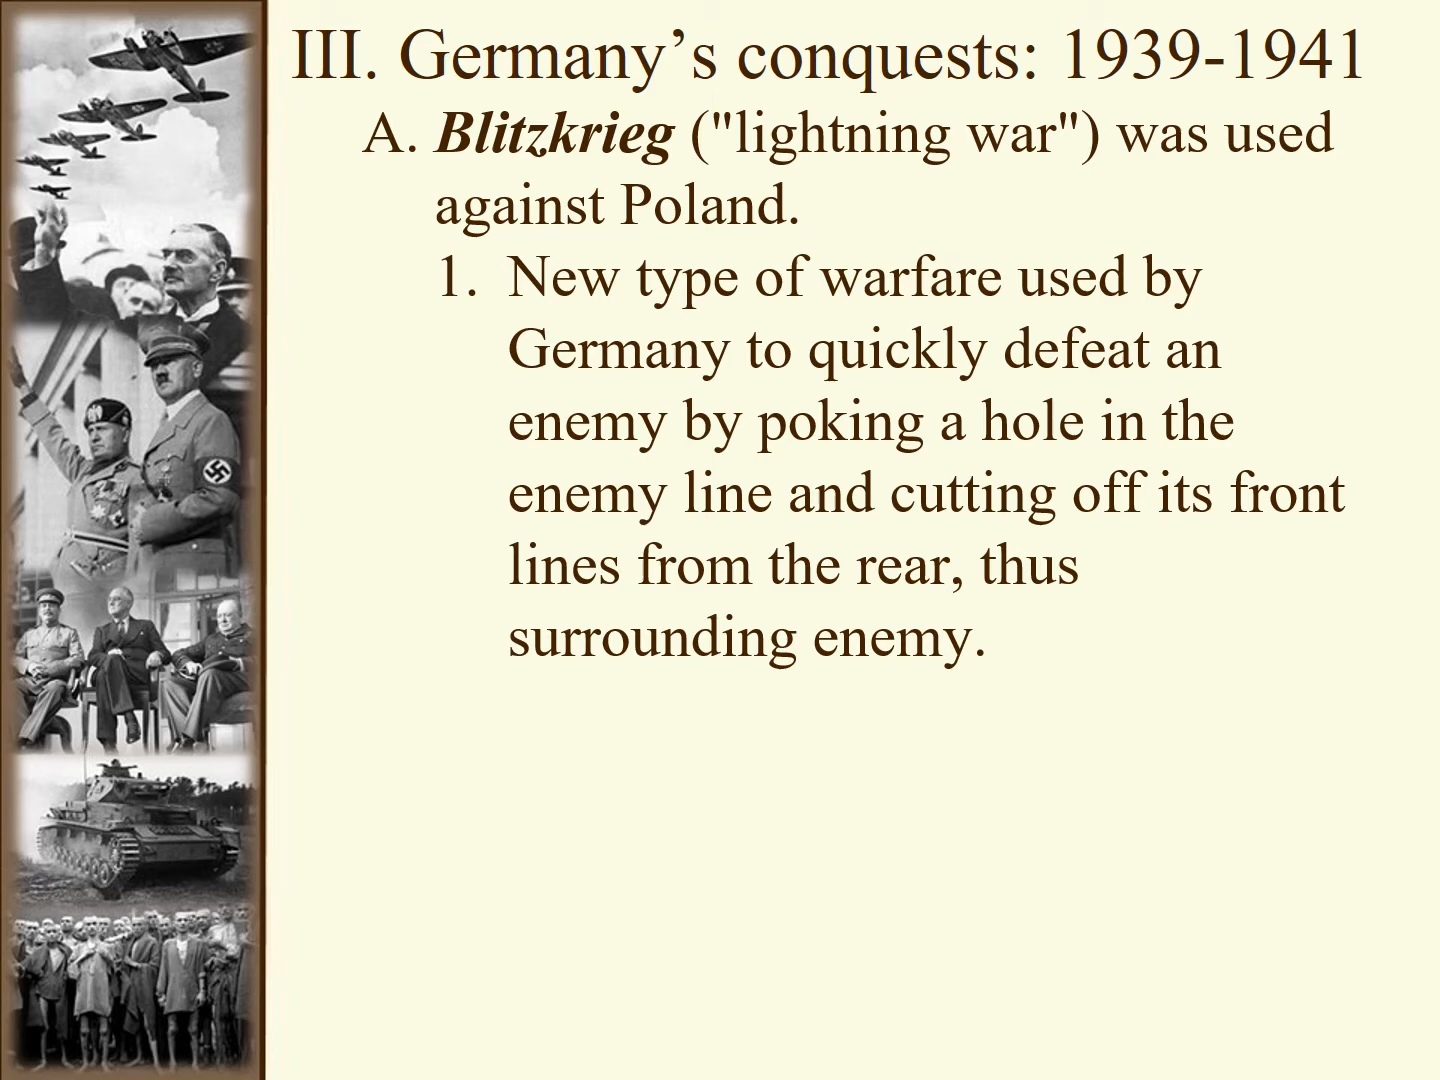 III. Germany’s conquests: 1939-1941
A. Blitzkrieg ("lightning war") was used
against Poland.
1. New type of warfare used by
Germany to quickly defeat an
enemy by poking a hole in the
enemy line and cutting off its front
lines from the rear, thus
surrounding enemy.